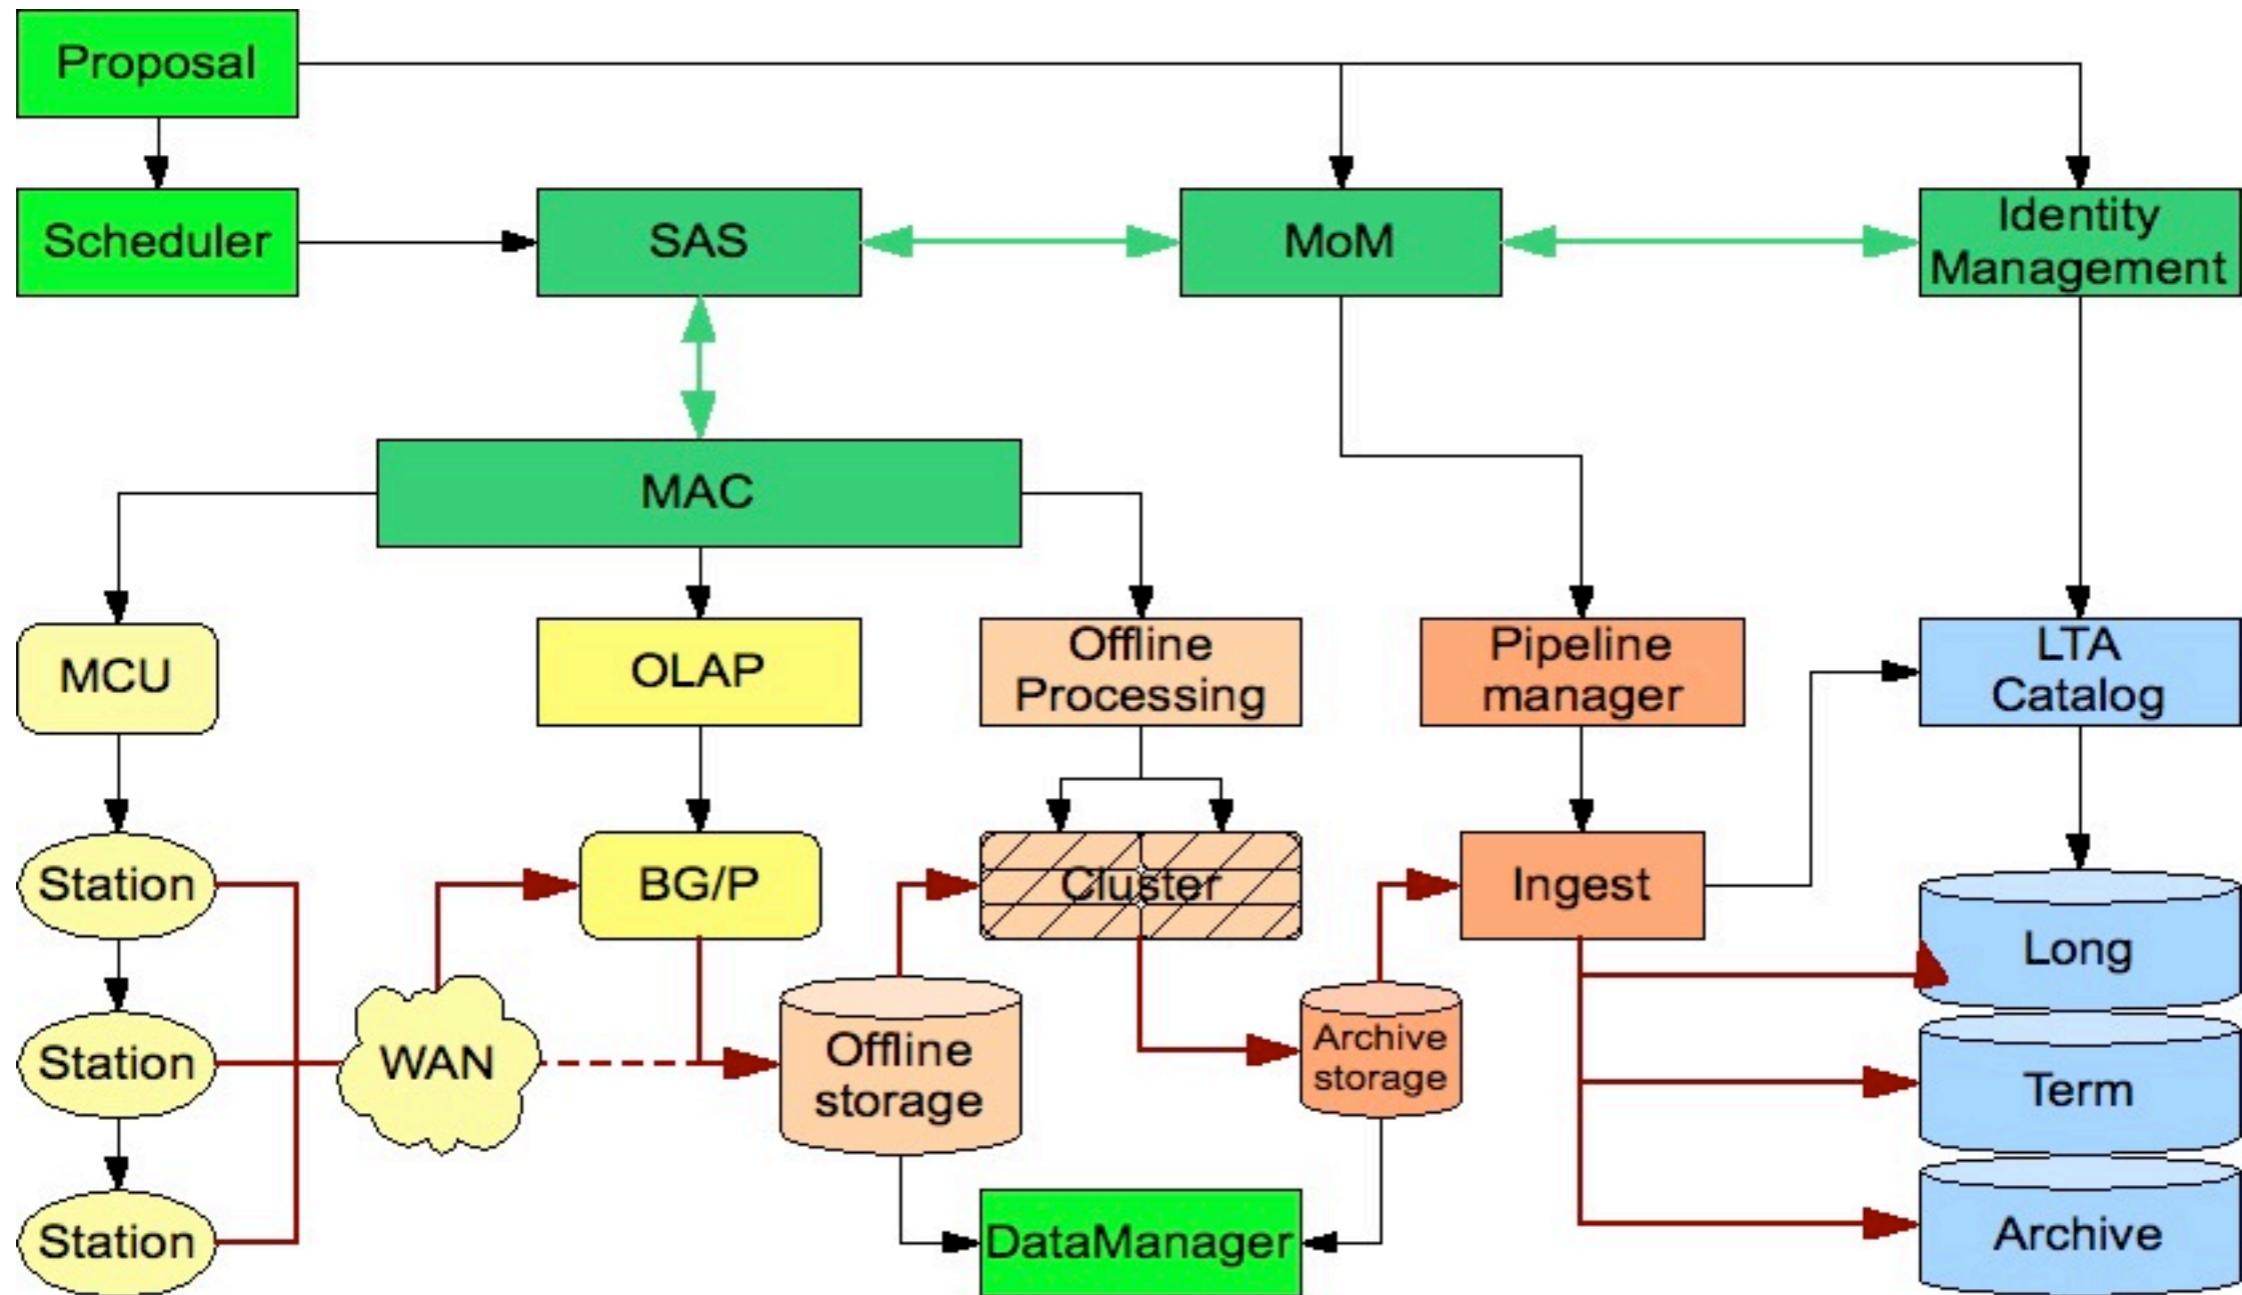 Proposal
Scheduler
SAS
MoM
Identity
Management
MAC
MCU
OLAP
Offline
Processing
Pipeline
manager
LTA
Catalog
Station
BG/P
Cluster
Ingest
Long
Station
WAN
Offline
storage
Archive
storage
Term
Station
DataManager
Archive